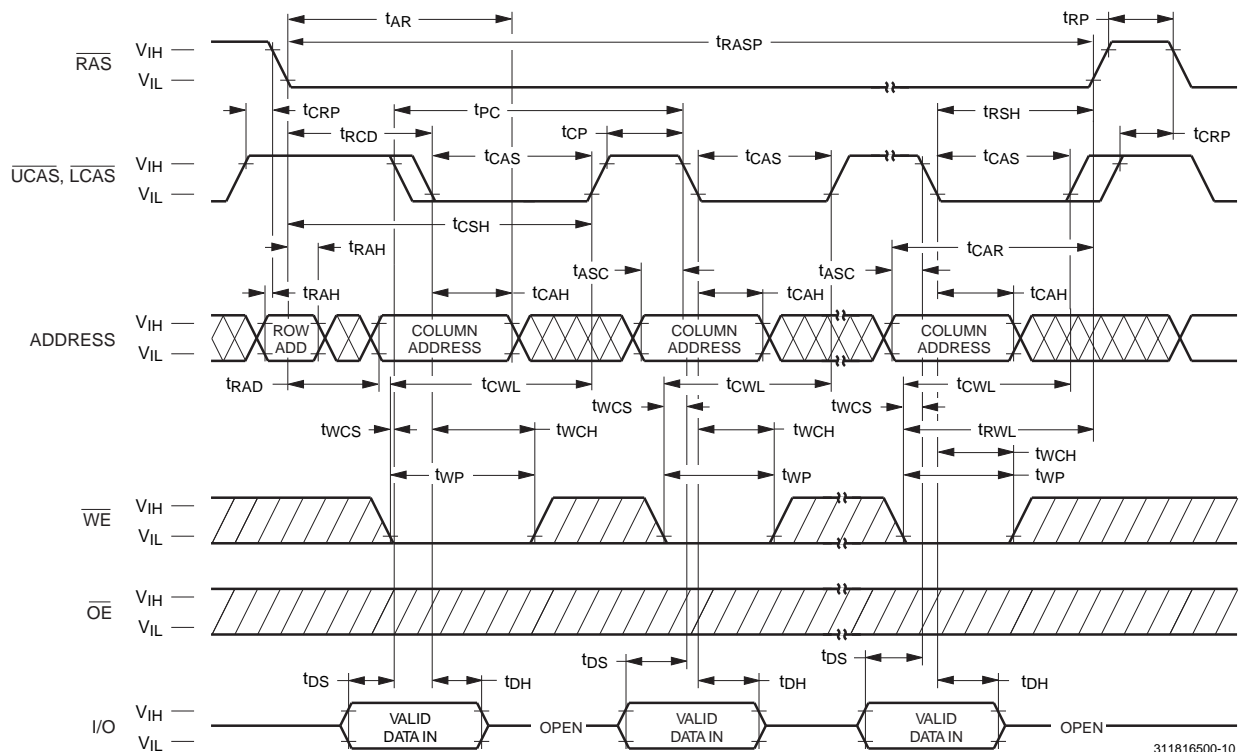 tAR
tRP
VIH
tRASP
RAS
VIL
tCRP
tPC
tRSH
tRCD
tCP
tCRP
VIH
tCAS
tCAS
tCAS
UCAS, LCAS
VIL
tCSH
tCAR
tRAH
tASC
tASC
tRAH
tCAH
tCAH
tCAH
VIH
ROW ADD
COLUMN ADDRESS
COLUMN ADDRESS
COLUMN ADDRESS
ADDRESS
VIL
tRAD
tCWL
tCWL
tCWL
tWCS
tWCS
tWCS
tWCH
tWCH
tRWL
tWCH
tWP
tWP
tWP
VIH
WE
VIL
VIH
OE
VIL
tDS
tDS
tDS
tDH
tDH
tDH
VIH
VALID DATA IN
OPEN
VALID DATA IN
VALID DATA IN
OPEN
I/O
VIL
311816500-10